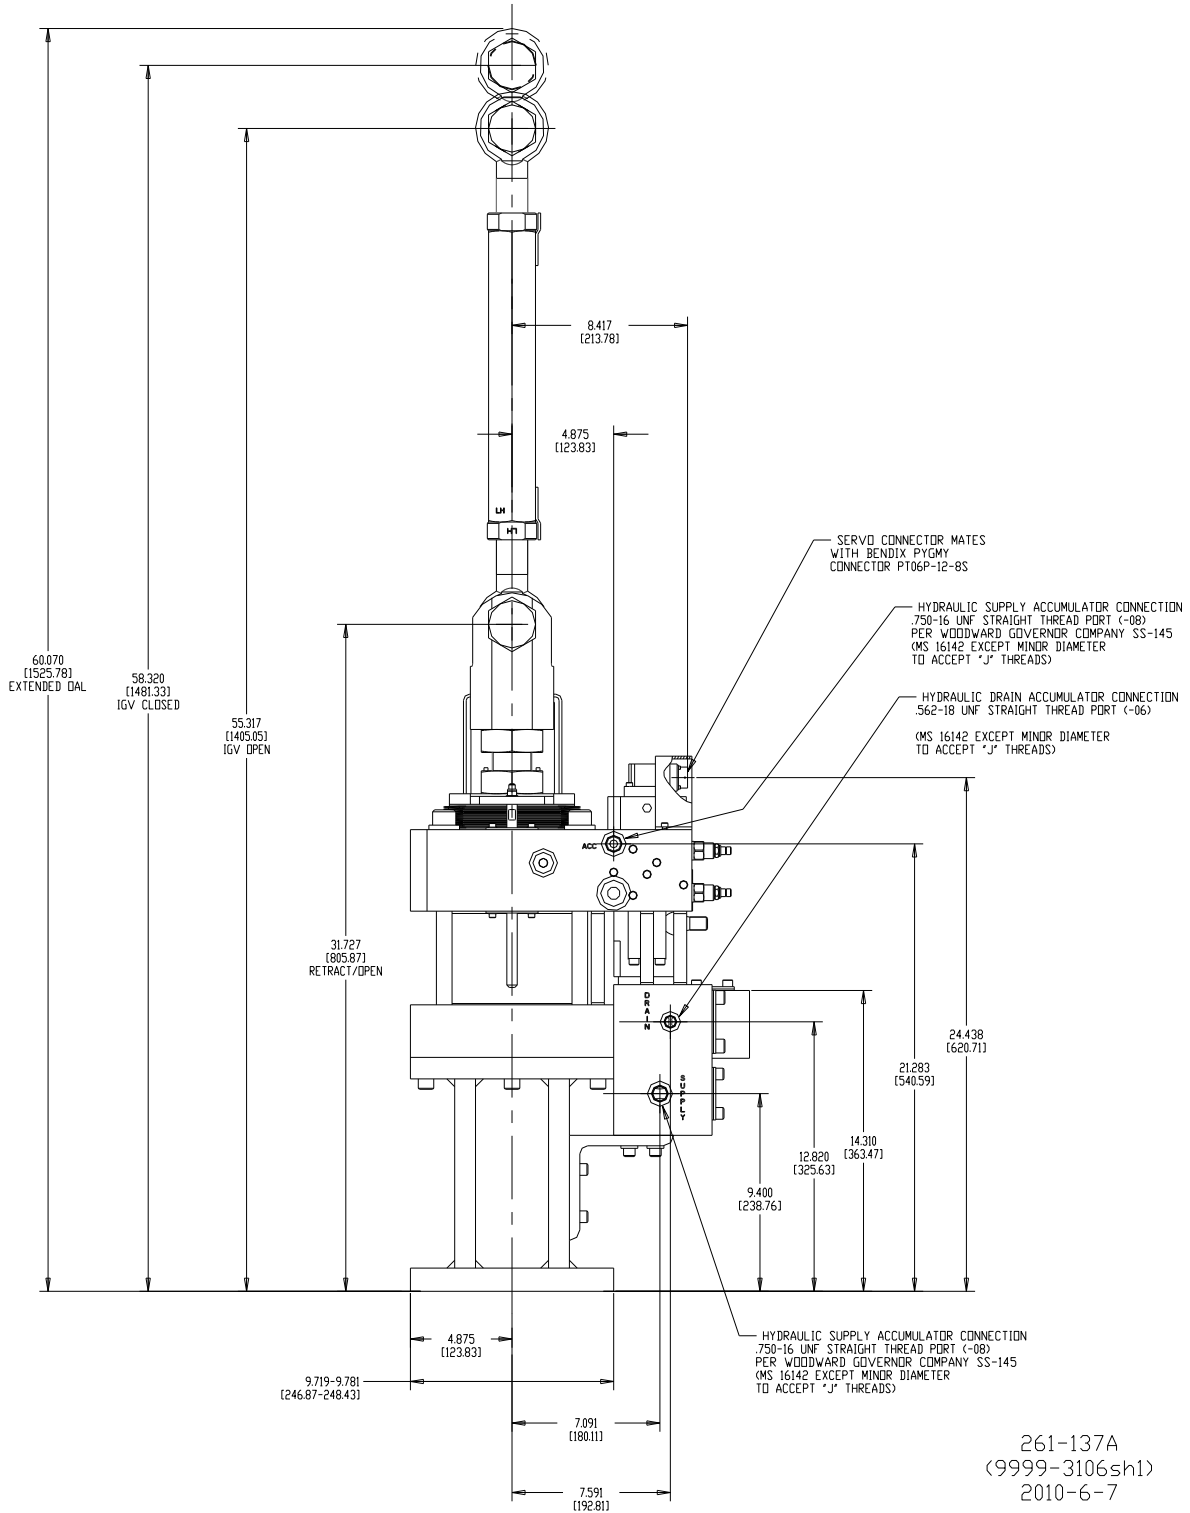 8.417
[213.78]
4.875
[123.83]
LH
LH
SERVO CONNECTOR MATES
WITH BENDIX PYGMY
CONNECTOR PT06P-12-8S
HYDRAULIC SUPPLY ACCUMULATOR CONNECTION
.750-16 UNF STRAIGHT THREAD PORT (-08)
PER WOODWARD GOVERNOR COMPANY SS-145
(MS 16142 EXCEPT MINOR DIAMETER
TO ACCEPT "J" THREADS)
60.070
[1525.78]
EXTENDED OAL
58.320
[1481.33]
IGV CLOSED
55.317
[1405.05]
IGV OPEN
HYDRAULIC DRAIN ACCUMULATOR CONNECTION
.562-18 UNF STRAIGHT THREAD PORT (-06)
(MS 16142 EXCEPT MINOR DIAMETER
TO ACCEPT "J" THREADS)
ACC
31.727
[805.87]
RETRACT/OPEN
DRAIN
SUPPLY
24.438
[620.71]
21.283
[540.59]
14.310
[363.47]
12.820
[325.63]
9.400
[238.76]
4.875
[123.83]
HYDRAULIC SUPPLY ACCUMULATOR CONNECTION
.750-16 UNF STRAIGHT THREAD PORT (-08)
PER WOODWARD GOVERNOR COMPANY SS-145
(MS 16142 EXCEPT MINOR DIAMETER
TO ACCEPT "J" THREADS)
9.719-9.781
[246.87-248.43]
7.091
[180.11]
7.591
[192.81]
261-137A
(9999-3106sh1)
2010-6-7